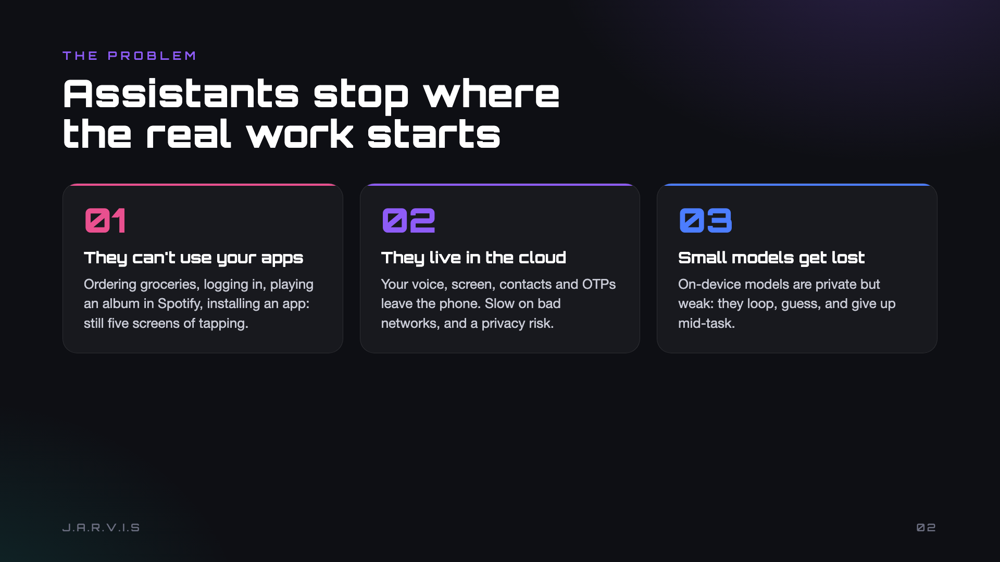 THE PROBLEM
Assistants stop where
the real work starts
01
They can't use your apps
Ordering groceries, logging in, playing
an album in Spotify, installing an app:
still five screens of tapping.
02
They live in the cloud
Your voice, screen, contacts and OTPs
leave the phone. Slow on bad
networks, and a privacy risk.
03
Small models get lost
On-device models are private but
weak: they loop, guess, and give up
mid-task.
J.A.R.V.I.S
02